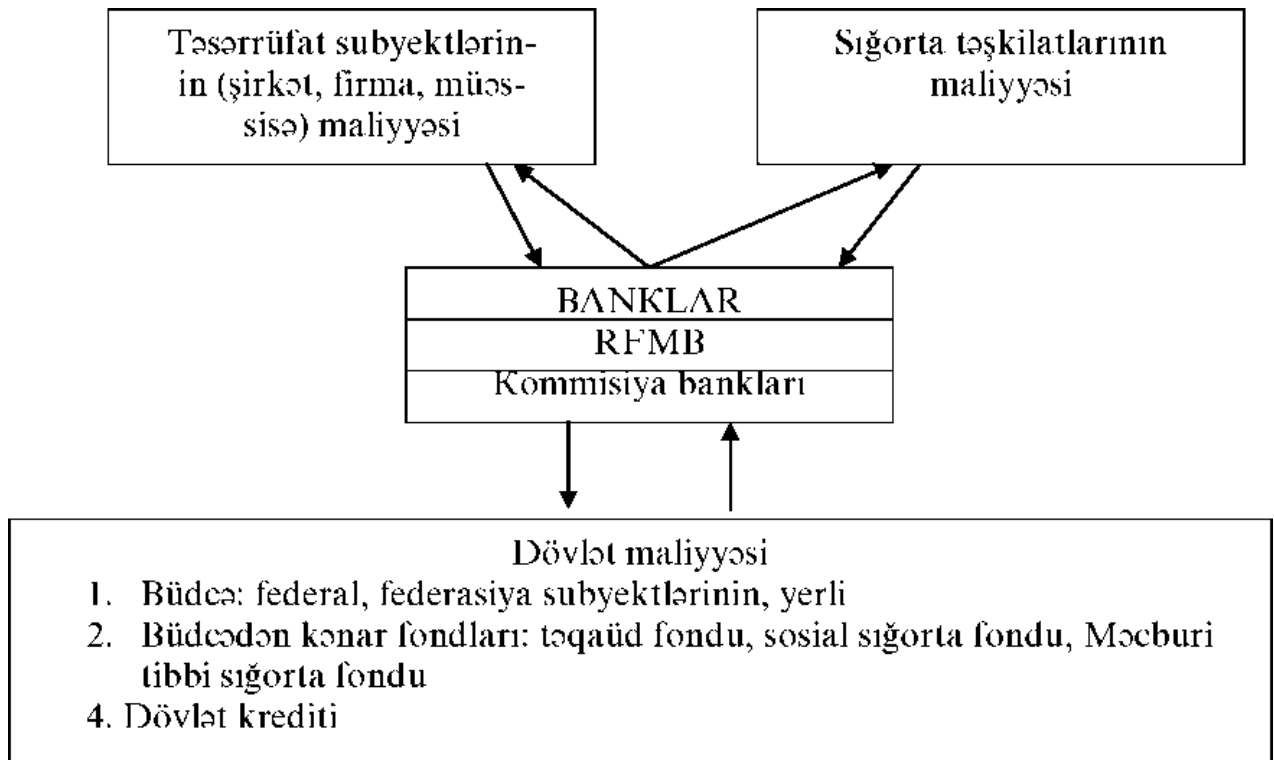 Təsərrüfat subyektlərin-
in (şirkət, firma, müəs-
sisə) maliyyəsi
Sığorta təşkilatlarının
maliyyəsi
BANKLAR
RFMB
Kommisiya bankları
Dövlət maliyyəsi
1. Büdcə: federal, federasiya subyektlərinin, yerli
2. Büdcədən kənar fondları: təqaüd fondu, sosial sığorta fondu, Məcburi
tibbi sığorta fondu
4. Dövlət krediti